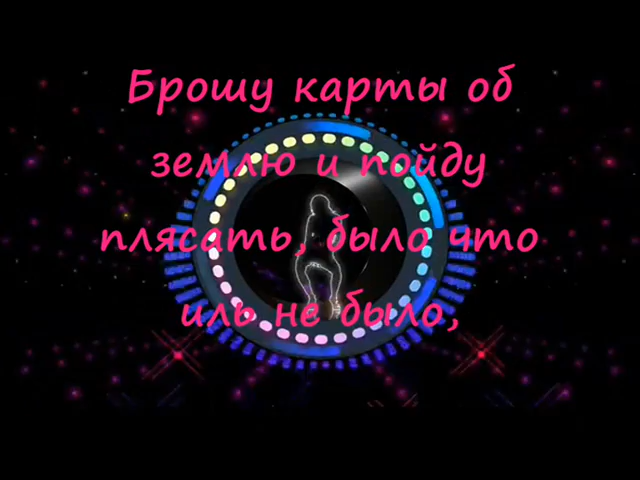 Брошу карты об
землю и пойду
плясать, было что
иль не было,